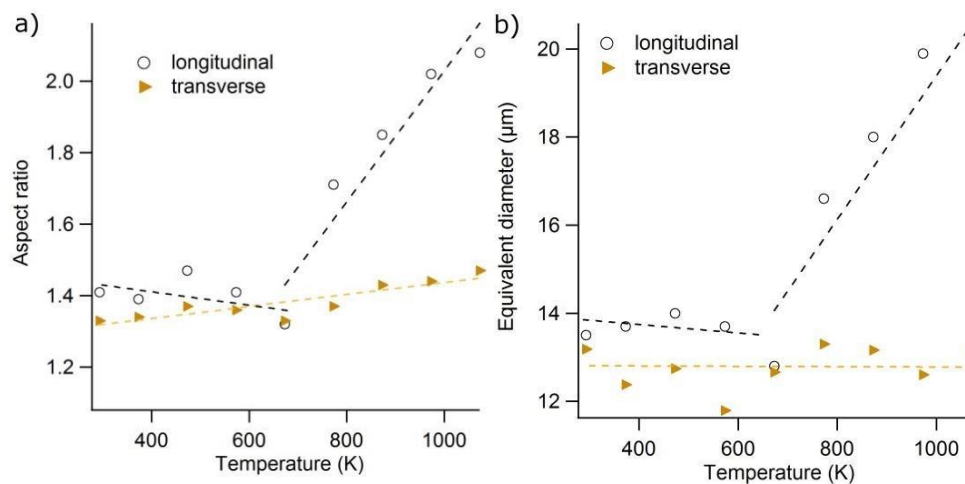 a)
longitudinal
transverse
2.0
1.8
1.6
1.4
1.2
Aspect ratio
400
600
800
1000
Temperature (K)
b)
longitudinal
transverse
20
18
16
14
12
Equivalent diameter (μm)
400
600
800
1000
Temperature (K)